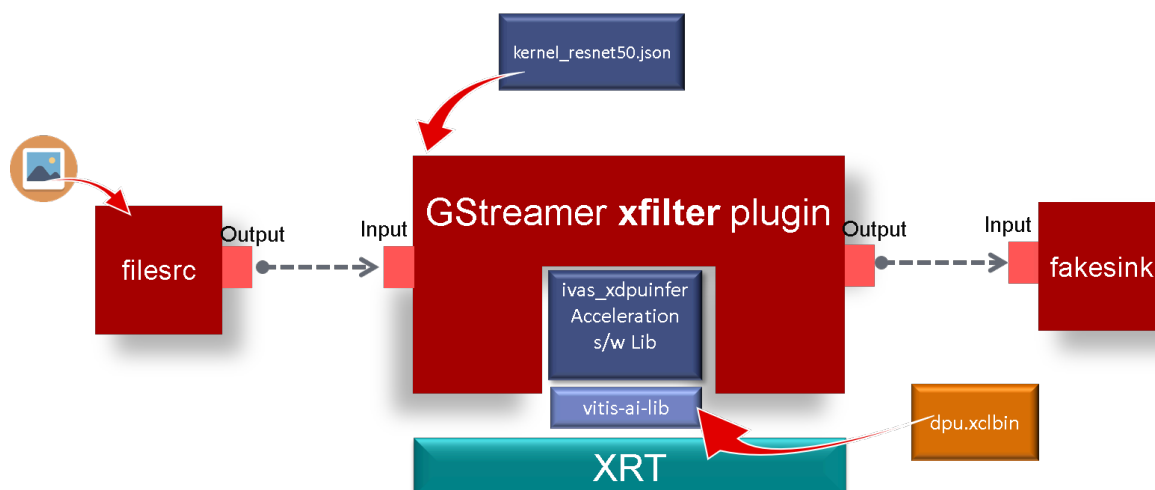 kernel_resnet50.json
GStreamer xfilter plugin
Output
Input
Output
Input
filesrc
fakesink
ivas_xdpuinfer
Acceleration
s/w Lib
vitis-ai-lib
dpu.xclbin
XRT